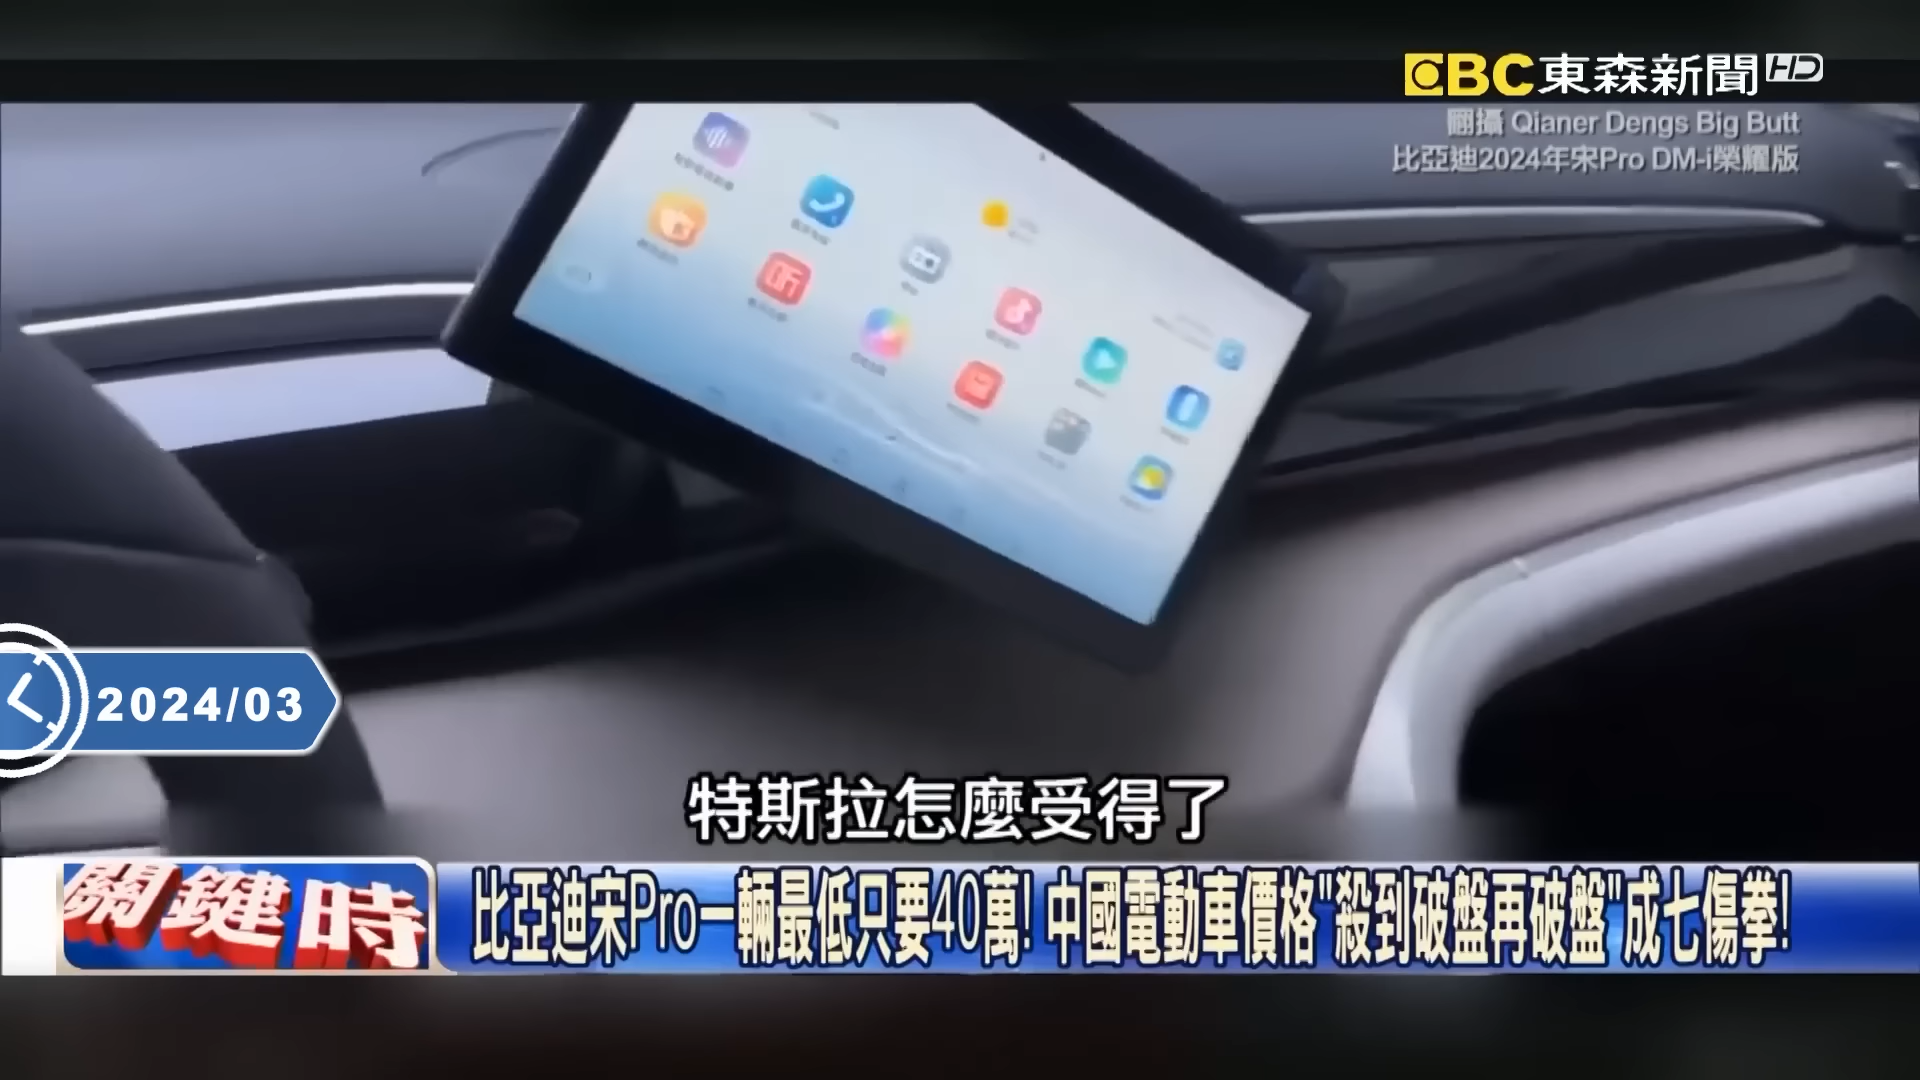 EBC東森新聞HD
翻攝 Qianer Dengs Big Butt
比亞迪2024年宋Pro DM-i榮耀版
听
2024/03
特斯拉怎麼受得了
關鍵時
比亞迪宋Pro一輛最低只要40萬! 中國電動車價格"殺到破盤再破盤"成七傷拳!